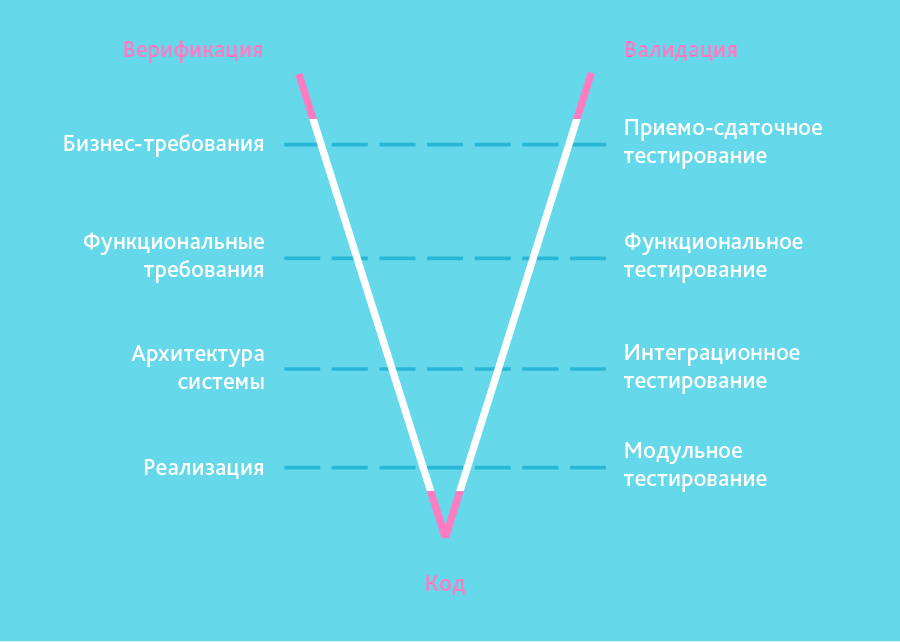 Верификация
Валидация
Бизнес-требования
Приемо-сдаточное
тестирование
Функциональные
требования
Функциональное
тестирование
Архитектура
системы
Интеграционное
тестирование
Реализация
Модульное
тестирование
Код